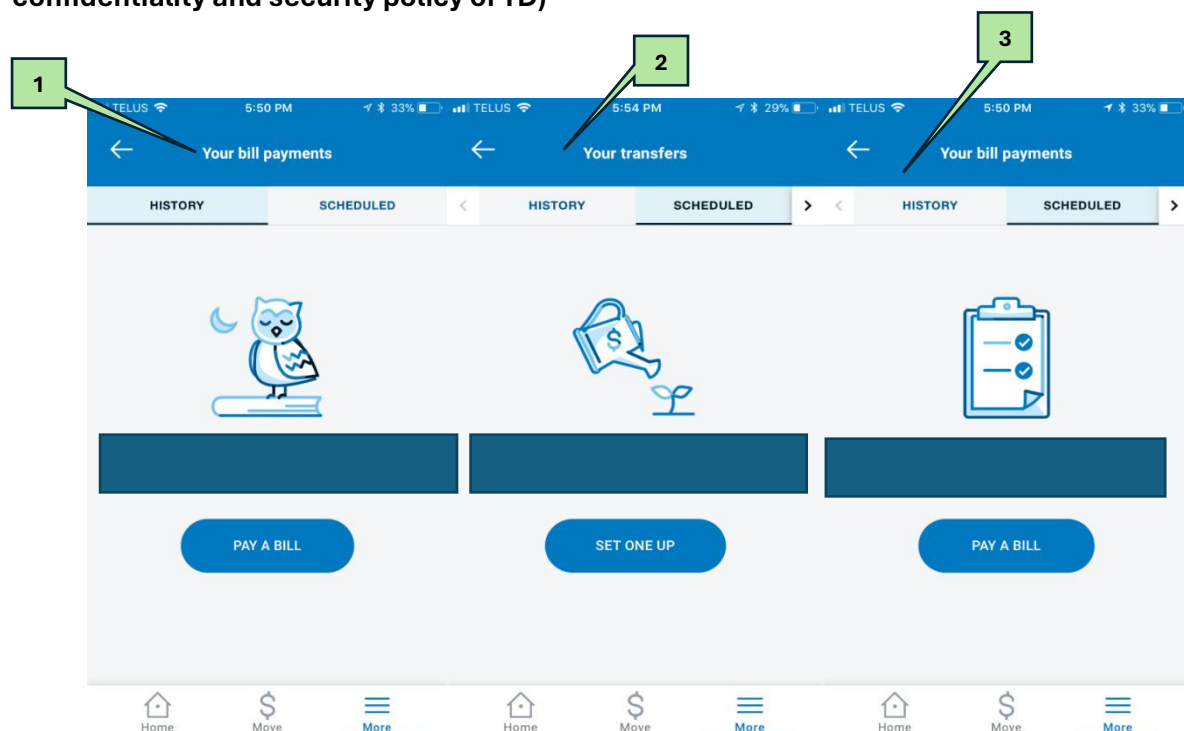 confidentiality and security policy of TD)
1
2
3
TELUS 5:50 PM 33%
Your bill payments
HISTORY SCHEDULED
PAY A BILL
Home Move More
TELUS 5:54 PM 29%
Your transfers
< HISTORY SCHEDULED >
$
SET ONE UP
Home Move More
TELUS 5:50 PM 33%
Your bill payments
< HISTORY SCHEDULED >
PAY A BILL
Home Move More